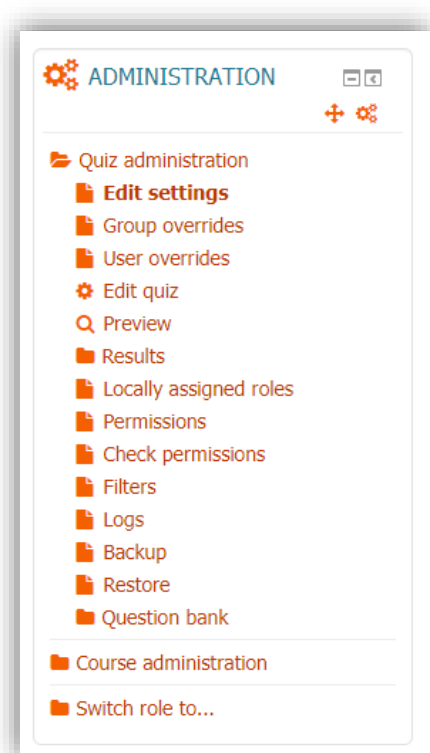 ADMINISTRATION
Quiz administration
Edit settings
Group overrides
User overrides
Edit quiz
Preview
Results
Locally assigned roles
Permissions
Check permissions
Filters
Logs
Backup
Restore
Question bank
Course administration
Switch role to...